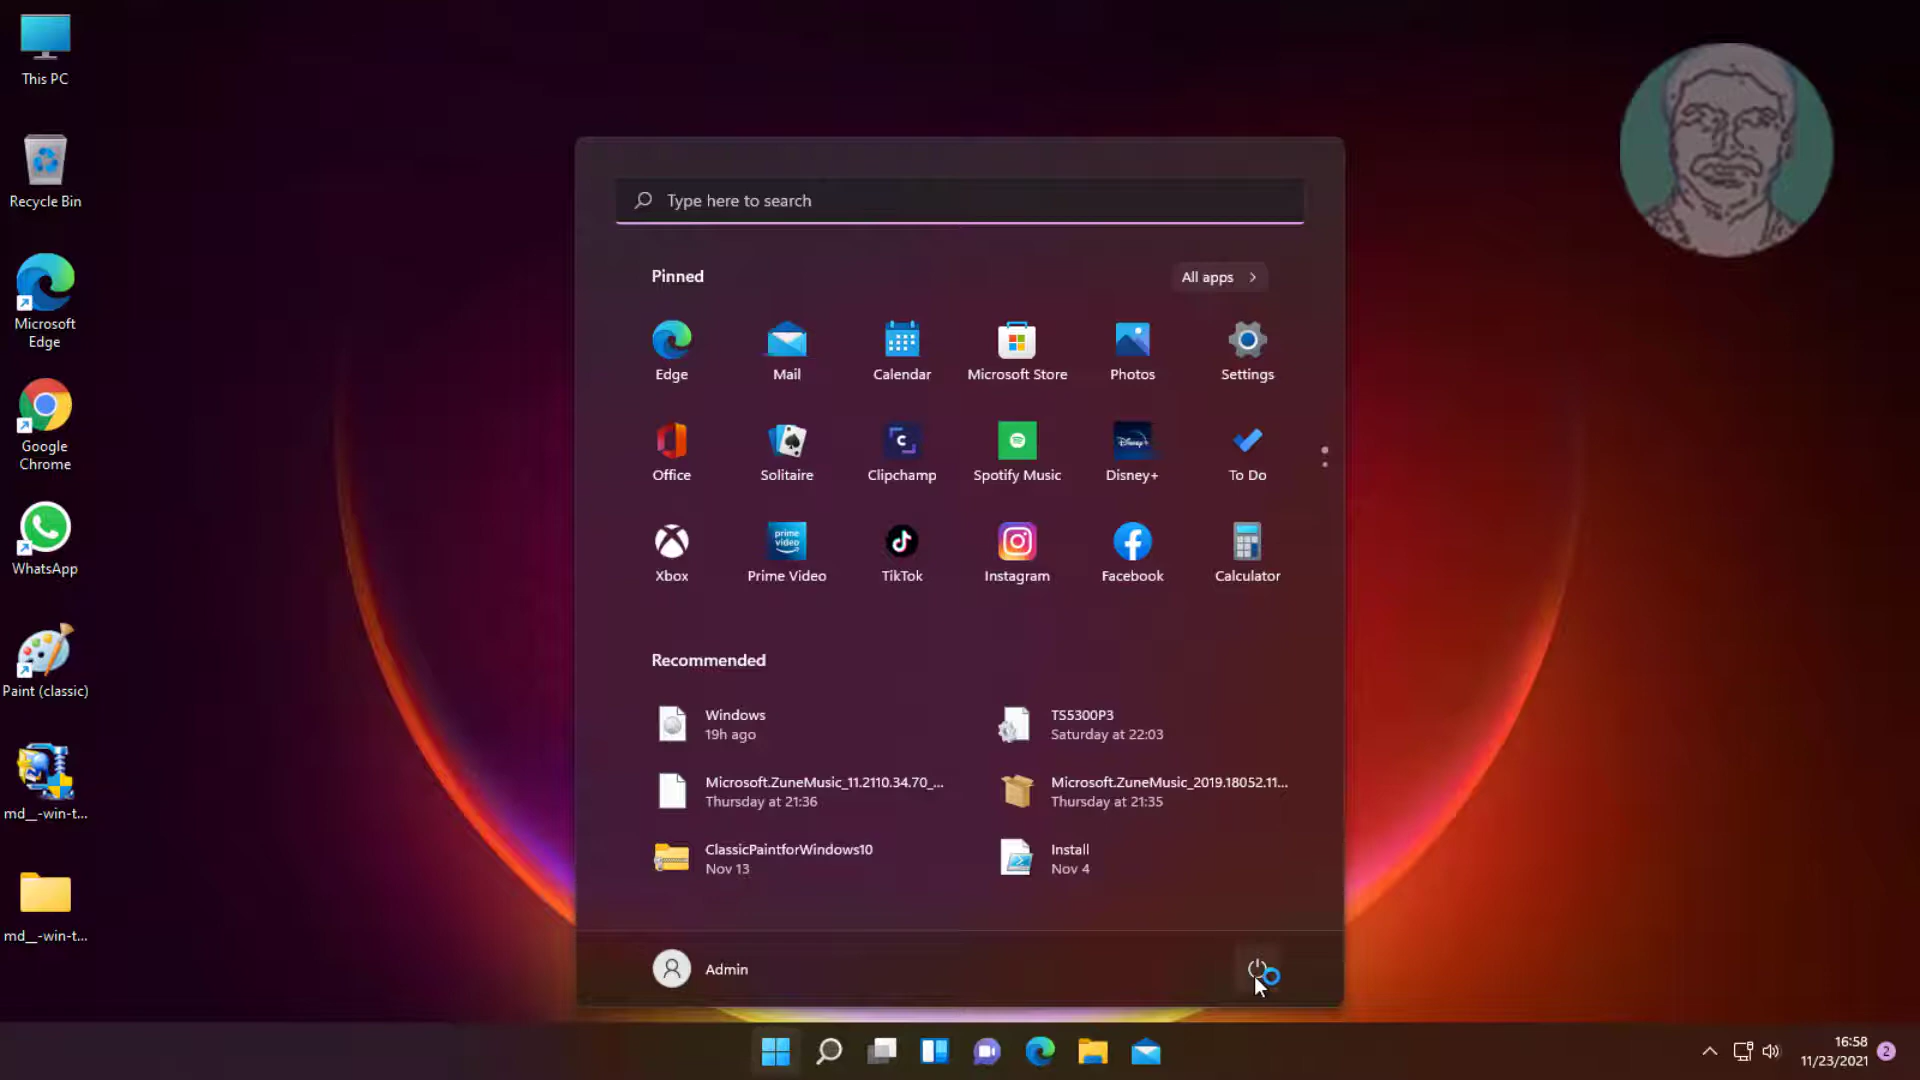 This PC
Recycle Bin
Microsoft
Edge
Google
Chrome
WhatsApp
Paint (classic)
md__-win-t...
md__-win-t...
Type here to search
Pinned
All apps
Edge
Mail
Calendar
Microsoft Store
Photos
Settings
Office
Solitaire
Clipchamp
Spotify Music
Disney+
To Do
Xbox
prime
video
Prime Video
TikTok
Instagram
Facebook
Calculator
Recommended
Windows
19h ago
TS5300P3
Saturday at 22:03
Microsoft.ZuneMusic_11.2110.34.70_...
Thursday at 21:36
Microsoft.ZuneMusic_2019.18052.11...
Thursday at 21:35
ClassicPaintforWindows10
Nov 13
Install
Nov 4
Admin
16:58
11/23/2021
2